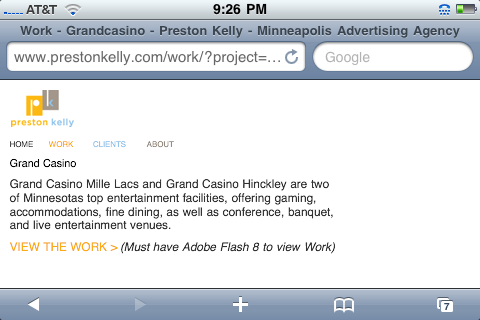 AT&T 9:26 PM
Work - Grandcasino - Preston Kelly - Minneapolis Advertising Agency
www.prestonkelly.com/work/?project=... Google
pk
preston kelly
HOME WORK CLIENTS ABOUT
Grand Casino
Grand Casino Mille Lacs and Grand Casino Hinckley are two
of Minnesotas top entertainment facilities, offering gaming,
accommodations, fine dining, as well as conference, banquet,
and live entertainment venues.
VIEW THE WORK > (Must have Adobe Flash 8 to view Work)
7